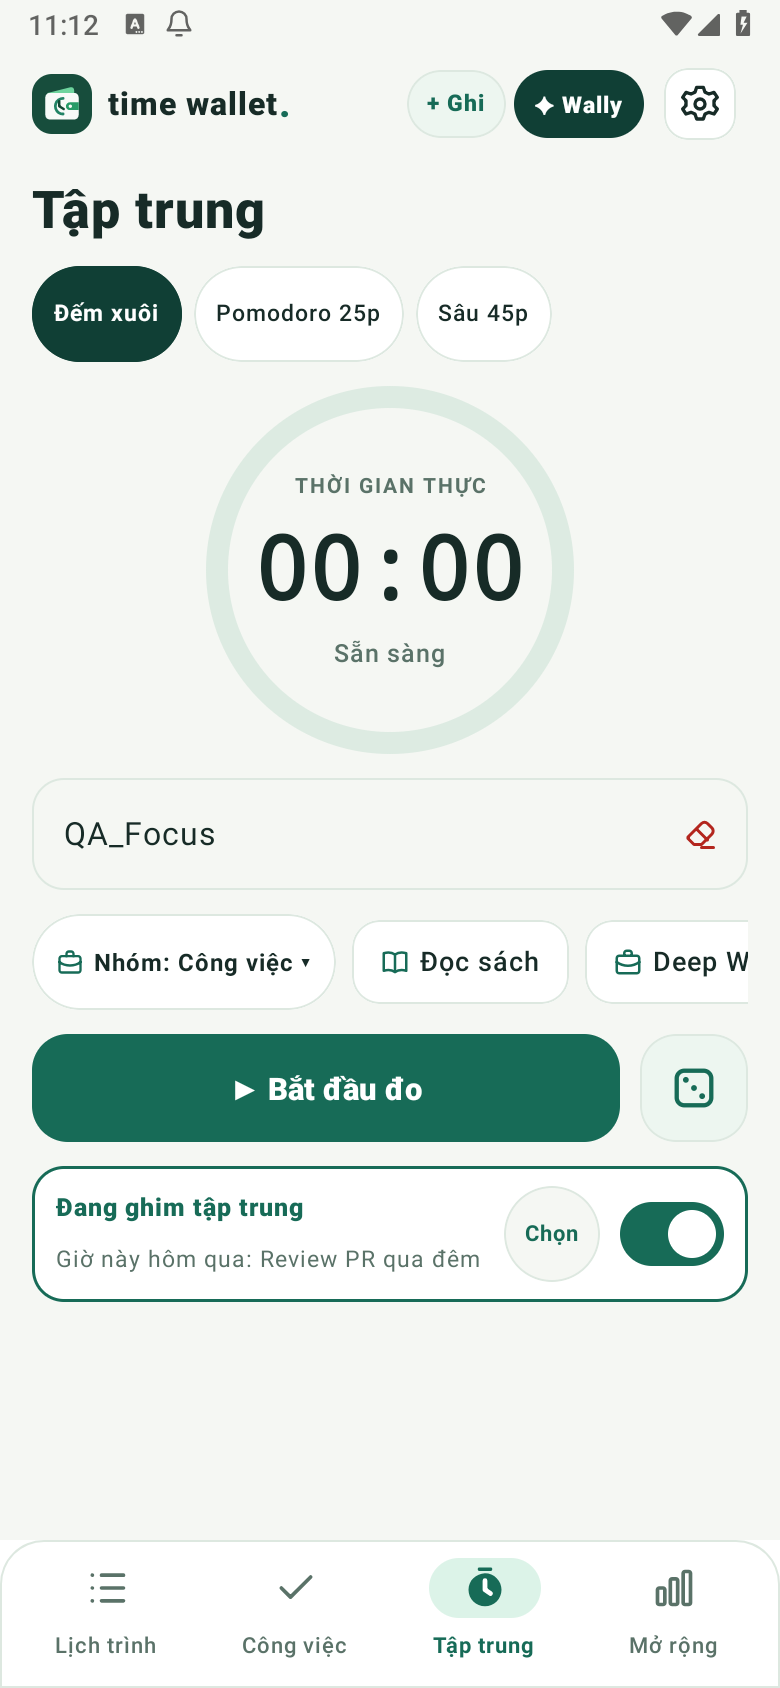 11:12
time wallet.
+ Ghi
Wally
Tập trung
Đếm xuôi
Pomodoro 25p
Sâu 45p
THỜI GIAN THỰC
00:00
Sẵn sàng
QA_Focus
Nhóm: Công việc ▾
Đọc sách
Deep W
▶ Bắt đầu đo
Đang ghim tập trung
Giờ này hôm qua: Review PR qua đêm
Chọn
Lịch trình
Công việc
Tập trung
Mở rộng